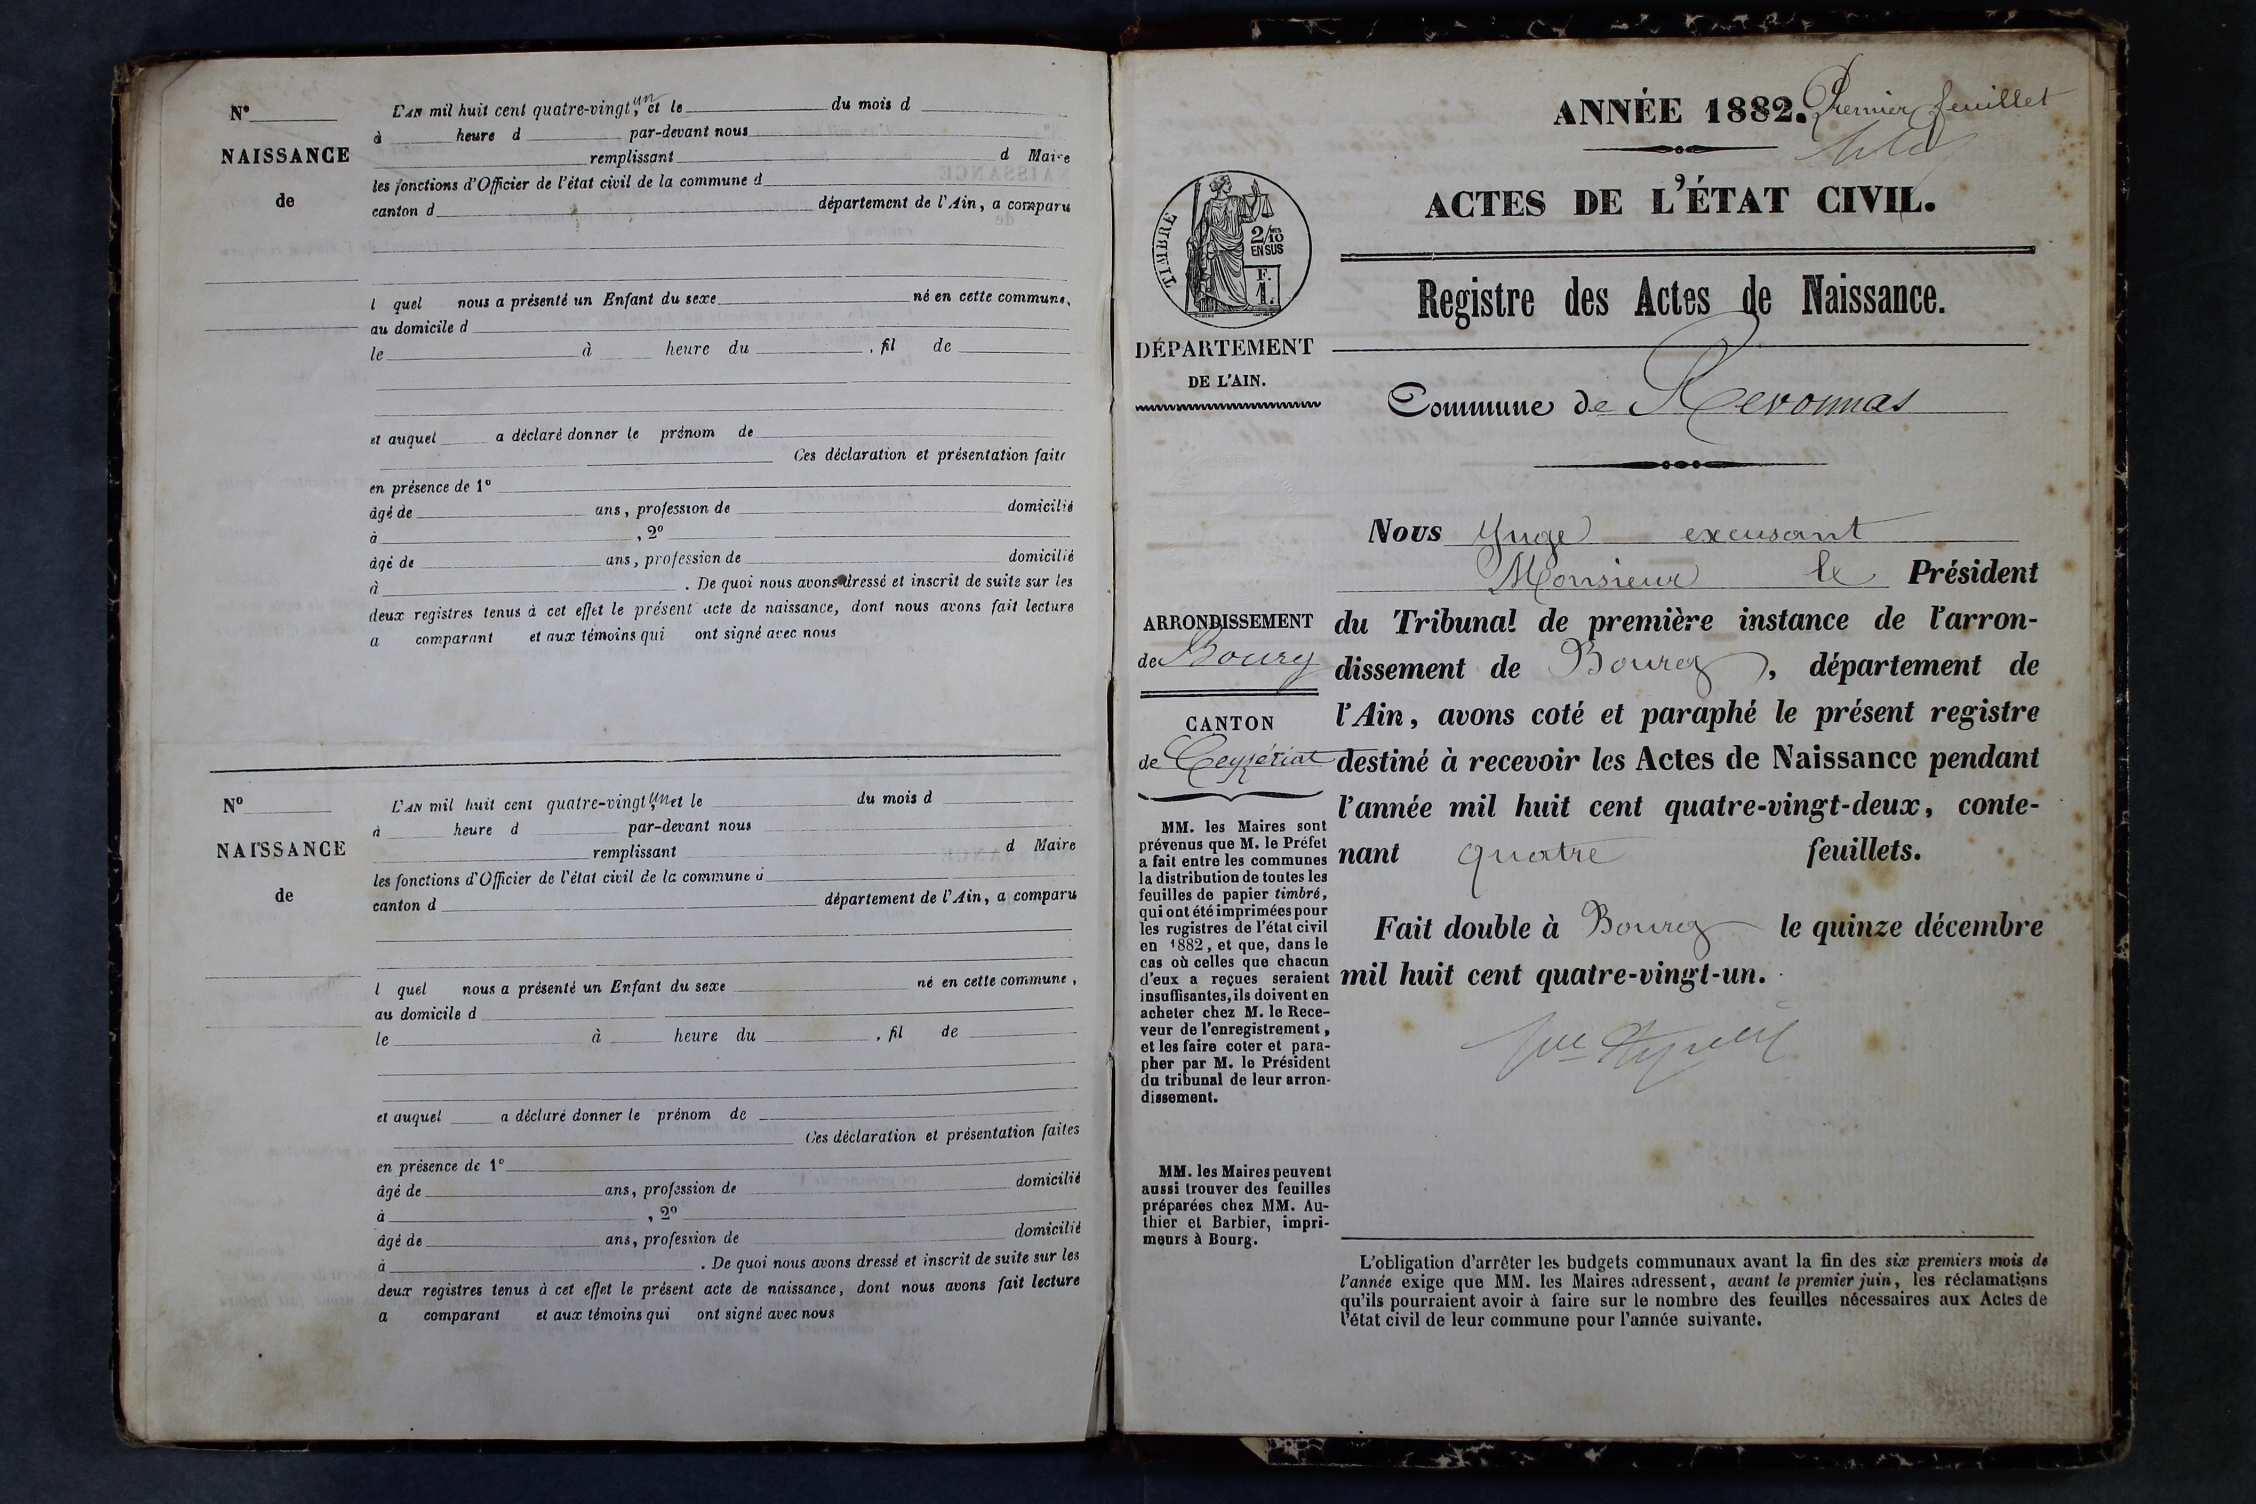 N°
NAISSANCE
de
L'AN mil huit cent quatre-vingt un, et le du mois d
à heure d par-devant nous
remplissant d Maire
les fonctions d'Officier de l'état civil de la commune d
canton d département de l'Ain, a comparu
l quel nous a présenté un Enfant du sexe né en cette commune,
au domicile d
le à heure du , fil de
et auquel a déclaré donner le prénom de
Ces déclaration et présentation faite
en présence de 1°
âgé de ans, profession de domicilié
à , 2°
âgé de ans, profession de domicilié
à . De quoi nous avons dressé et inscrit de suite sur les
deux registres tenus à cet effet le présent acte de naissance, dont nous avons fait lecture
a comparant et aux témoins qui ont signé avec nous
N°
NAISSANCE
de
L'AN mil huit cent quatre-vingt un, et le du mois d
à heure d par-devant nous
remplissant d Maire
les fonctions d'Officier de l'état civil de la commune d
canton d département de l'Ain, a comparu
l quel nous a présenté un Enfant du sexe né en cette commune,
au domicile d
le à heure du , fil de
et auquel a déclaré donner le prénom de
Ces déclaration et présentation faites
en présence de 1°
âgé de ans, profession de domicilié
à , 2°
âgé de ans, profession de domicilié
à . De quoi nous avons dressé et inscrit de suite sur les
deux registres tenus à cet effet le présent acte de naissance, dont nous avons fait lecture
a comparant et aux témoins qui ont signé avec nous
ANNÉE 1882. Premier feuillet
ACTES DE L'ÉTAT CIVIL.
TIMBRE
2/10 mes
EN SUS
F.
1.
Registre des Actes de Naissance.
DÉPARTEMENT
DE L'AIN.
Commune de Revonnas
Nous Juge excusant
Monsieur le Président
du Tribunal de première instance de l'arron-
dissement de Bourg, département de
l'Ain, avons coté et paraphé le présent registre
destiné à recevoir les Actes de Naissance pendant
l'année mil huit cent quatre-vingt-deux, conte-
nant quatre feuillets.
Fait double à Bourg le quinze décembre
mil huit cent quatre-vingt-un.
ARRONDISSEMENT
de Bourg
CANTON
de Ceyzériat
MM. les Maires sont
prévenus que M. le Préfet
a fait entre les communes
la distribution de toutes les
feuilles de papier timbré,
qui ont été imprimées pour
les registres de l'état civil
en 1882, et que, dans le
cas où celles que chacun
d'eux a reçues seraient
insuffisantes, ils doivent en
acheter chez M. le Rece-
veur de l'enregistrement,
et les faire coter et para-
pher par M. le Président
du tribunal de leur arron-
dissement.
MM. les Maires peuvent
aussi trouver des feuilles
préparées chez MM. Au-
thier et Barbier, impri-
meurs à Bourg.
L'obligation d'arrêter les budgets communaux avant la fin des six premiers mois de
l'année exige que MM. les Maires adressent, avant le premier juin, les réclamations
qu'ils pourraient avoir à faire sur le nombre des feuilles nécessaires aux Actes de
l'état civil de leur commune pour l'année suivante.